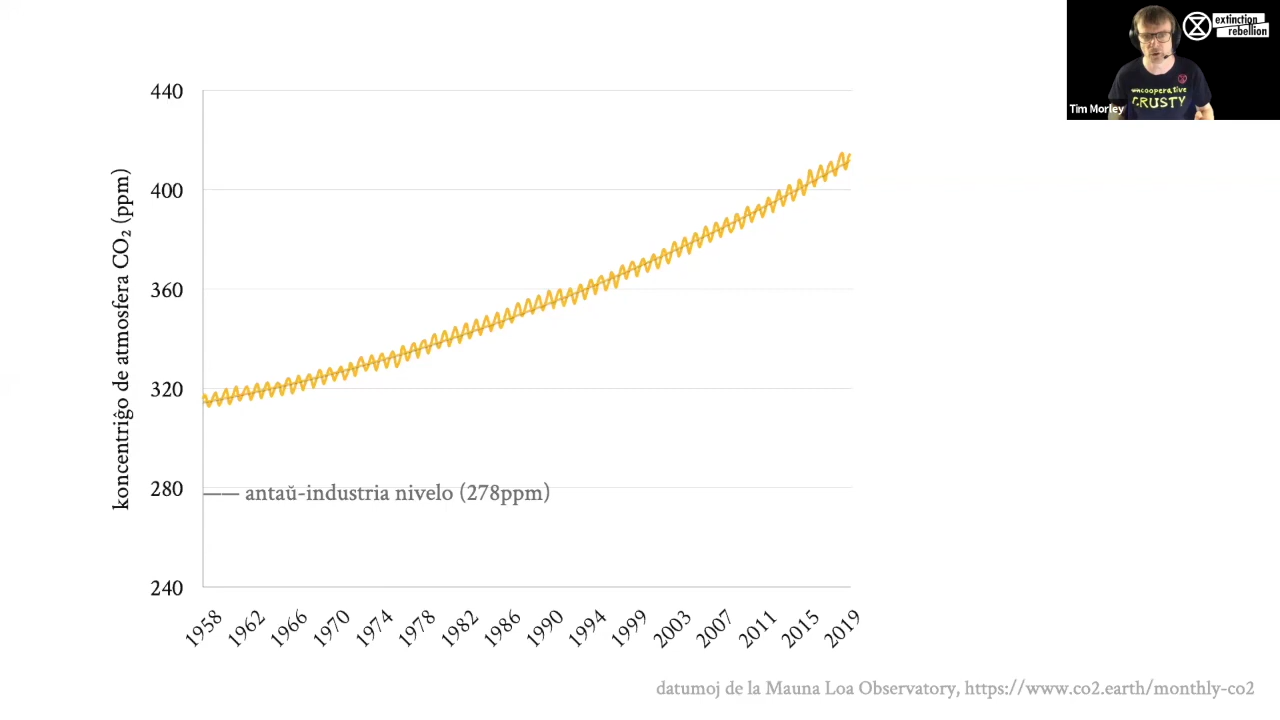 extinction
rebellion
uncooperative
CRUSTY
Tim Morley
440
400
360
320
280
240
koncentriĝo de atmosfera CO₂ (ppm)
antaŭ-industria nivelo (278ppm)
1958 1962 1966 1970 1974 1978 1982 1986 1990 1994 1999 2003 2007 2011 2015 2019
datumoj de la Mauna Loa Observatory, https://www.co2.earth/monthly-co2